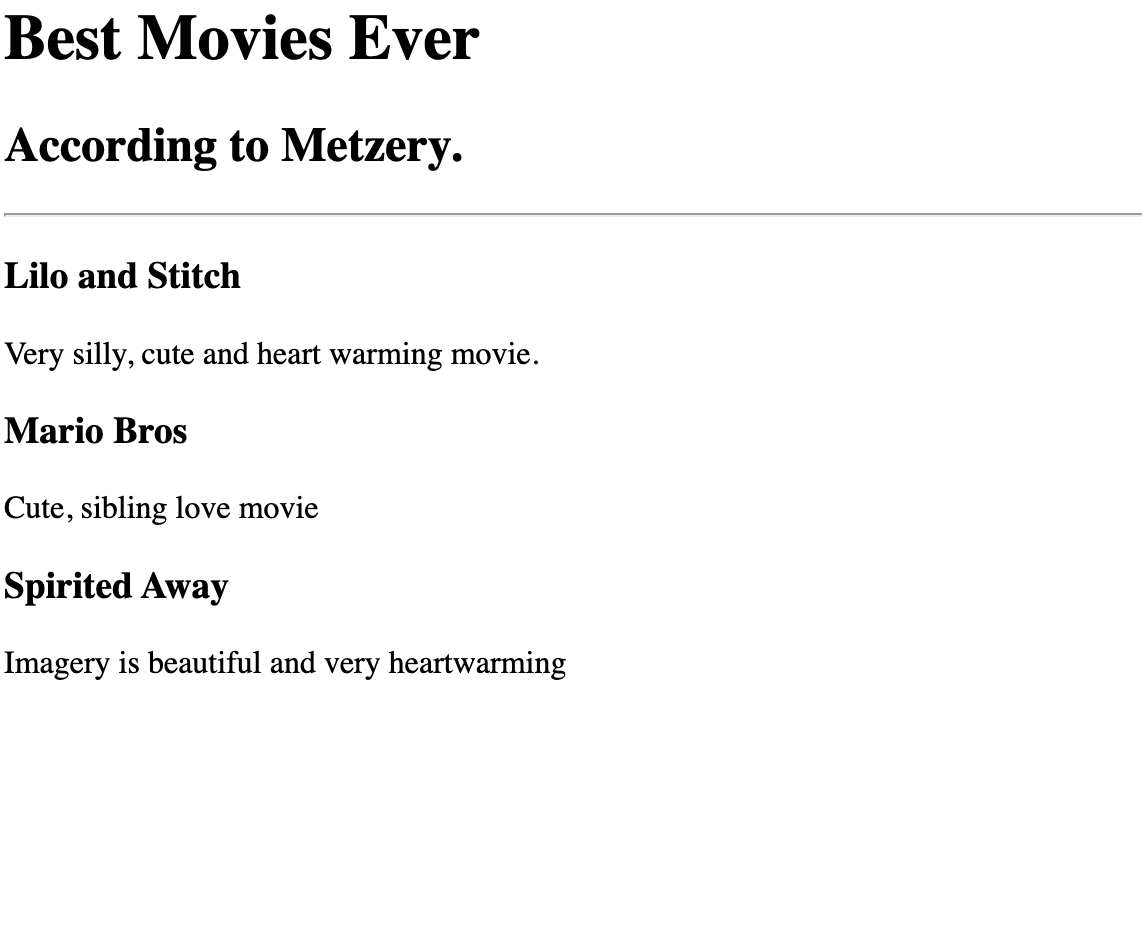 Best Movies Ever
According to Metzery.
Lilo and Stitch
Very silly, cute and heart warming movie.
Mario Bros
Cute, sibling love movie
Spirited Away
Imagery is beautiful and very heartwarming